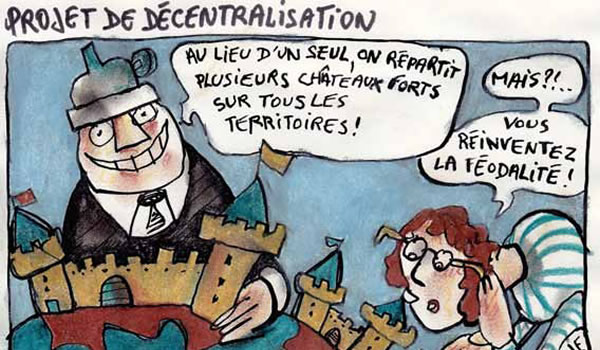 PROJET DE DÉCENTRALISATION
AU LIEU D'UN SEUL, ON RÉPARTIT
PLUSIEURS CHÂTEAUX FORTS
SUR TOUS LES
TERRITOIRES !
MAIS ?!..
VOUS
RÉINVENTEZ
LA FÉODALITÉ !